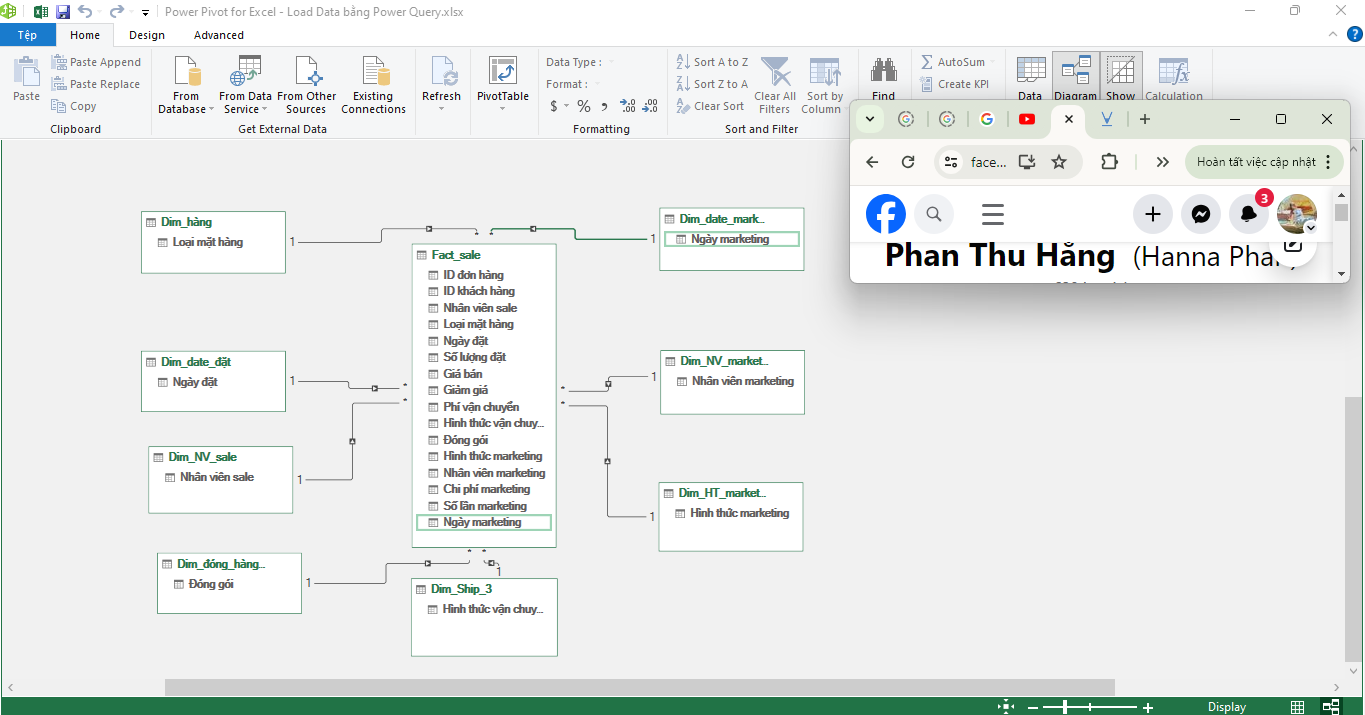 Power Pivot for Excel - Load Data bằng Power Query.xlsx
Tệp Home Design Advanced
Paste
Paste Append
Paste Replace
Copy
Clipboard
From Database
From Data Service
From Other Sources
Existing Connections
Get External Data
Refresh
PivotTable
Data Type :
Format :
$ % ,
Formatting
Sort A to Z
Sort Z to A
Clear Sort
Clear All Filters
Sort by Column
Sort and Filter
Find
AutoSum
Create KPI
Data
Diagram
Show
Calculation
face...
Hoàn tất việc cập nhật
3
Phan Thu Hằng (Hanna Phan)
Dim_hàng
Loại mặt hàng
1
Dim_date_đặt
Ngày đặt
1
Dim_NV_sale
Nhân viên sale
1
Dim_đóng_hàng...
Đóng gói
1
Fact_sale
ID đơn hàng
ID khách hàng
Nhân viên sale
Loại mặt hàng
Ngày đặt
Số lượng đặt
Giá bán
Giảm giá
Phí vận chuyển
Hình thức vận chuy...
Đóng gói
Hình thức marketing
Nhân viên marketing
Chi phí marketing
Số lần marketing
Ngày marketing
1
Dim_Ship_3
Hình thức vận chuy...
Dim_date_mark...
1
Ngày marketing
Dim_NV_market...
1
Nhân viên marketing
Dim_HT_market...
1
Hình thức marketing
Display